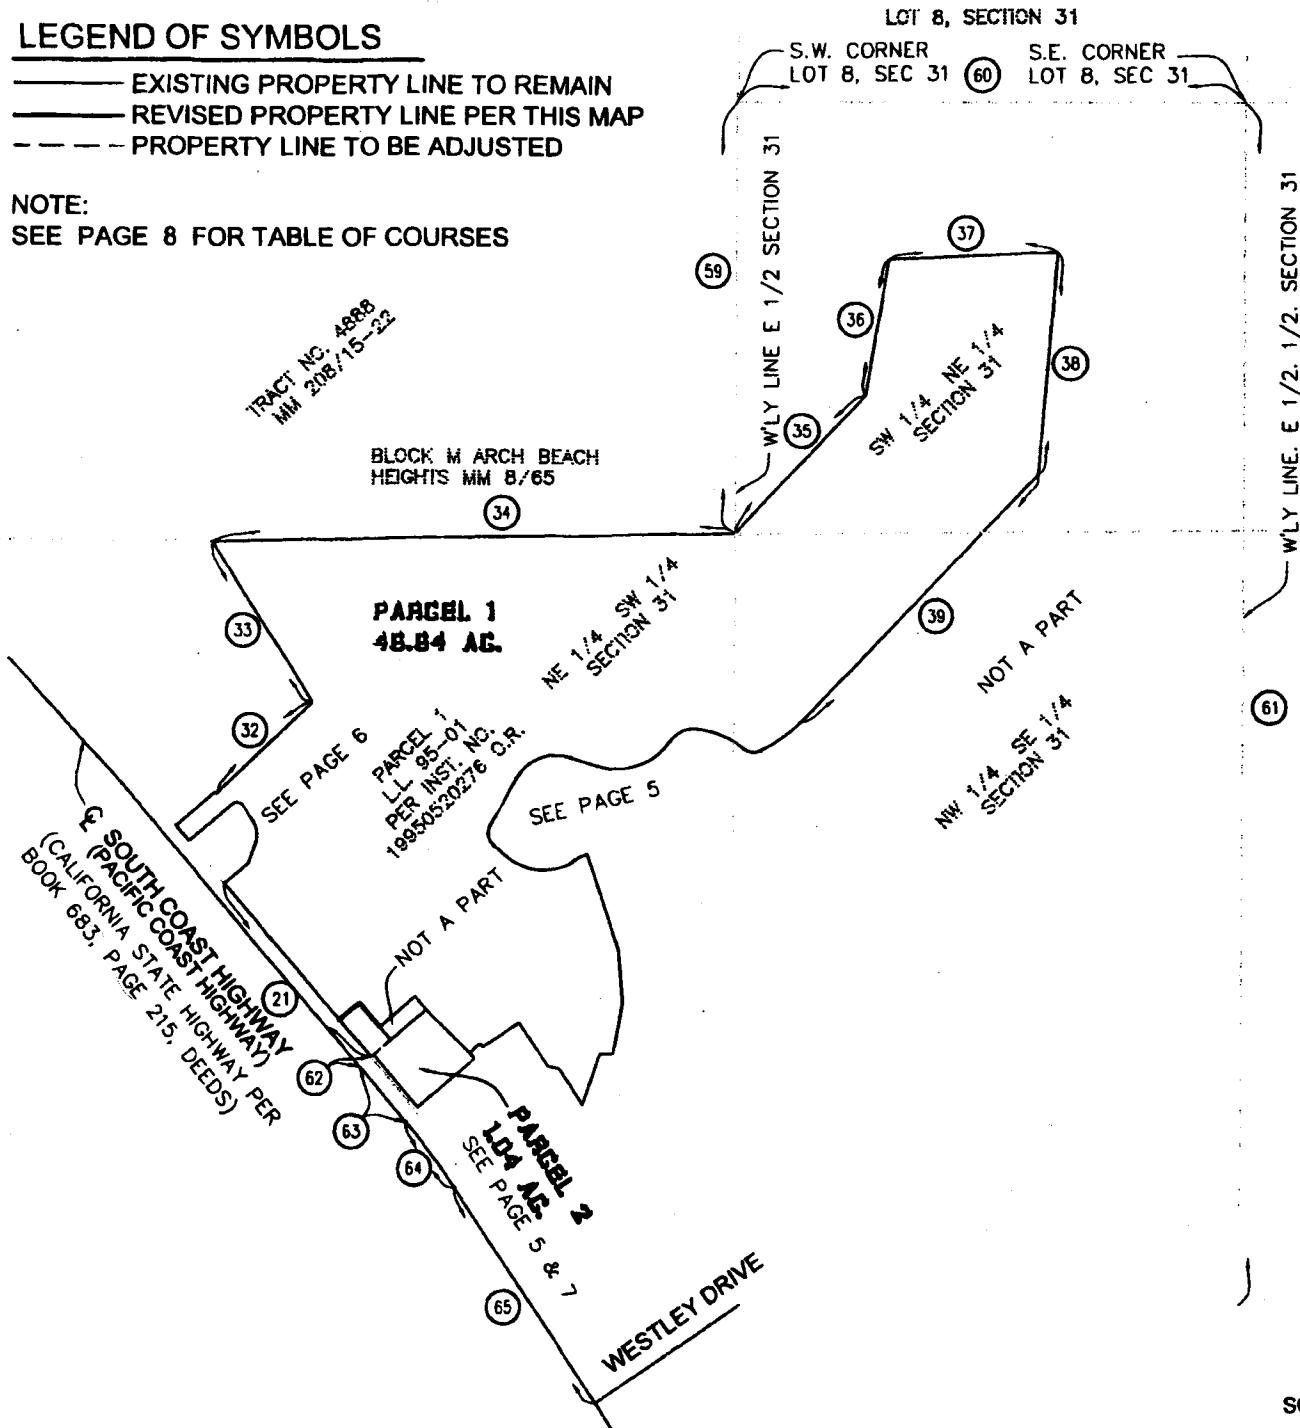 LEGEND OF SYMBOLS
EXISTING PROPERTY LINE TO REMAIN
REVISED PROPERTY LINE PER THIS MAP
PROPERTY LINE TO BE ADJUSTED
NOTE:
SEE PAGE 8 FOR TABLE OF COURSES
LOT 8, SECTION 31
S.W. CORNER
LOT 8, SEC 31
60
S.E. CORNER
LOT 8, SEC 31
W'LY LINE E 1/2 SECTION 31
W'LY LINE. E 1/2. 1/2. SECTION 31
59
37
36
38
35
SW 1/4 NE 1/4
SECTION 31
TRACT NO. 4888
MM 208/15-22
BLOCK M ARCH BEACH
HEIGHTS MM 8/65
34
33
PARCEL 1
48.84 AC.
NE 1/4 SW 1/4
SECTION 31
39
NOT A PART
61
32
SEE PAGE 6
PARCEL 1
L.L. 95-01
PER INST. NO.
19950520276 O.R.
SEE PAGE 5
NW 1/4 SE 1/4
SECTION 31
℄ SOUTH COAST HIGHWAY
(PACIFIC COAST HIGHWAY)
(CALIFORNIA STATE HIGHWAY PER
BOOK 683, PAGE 215, DEEDS)
NOT A PART
21
62
63
64
PARCEL 2
1.04 AC.
SEE PAGE 5 & 7
65
WESTLEY DRIVE